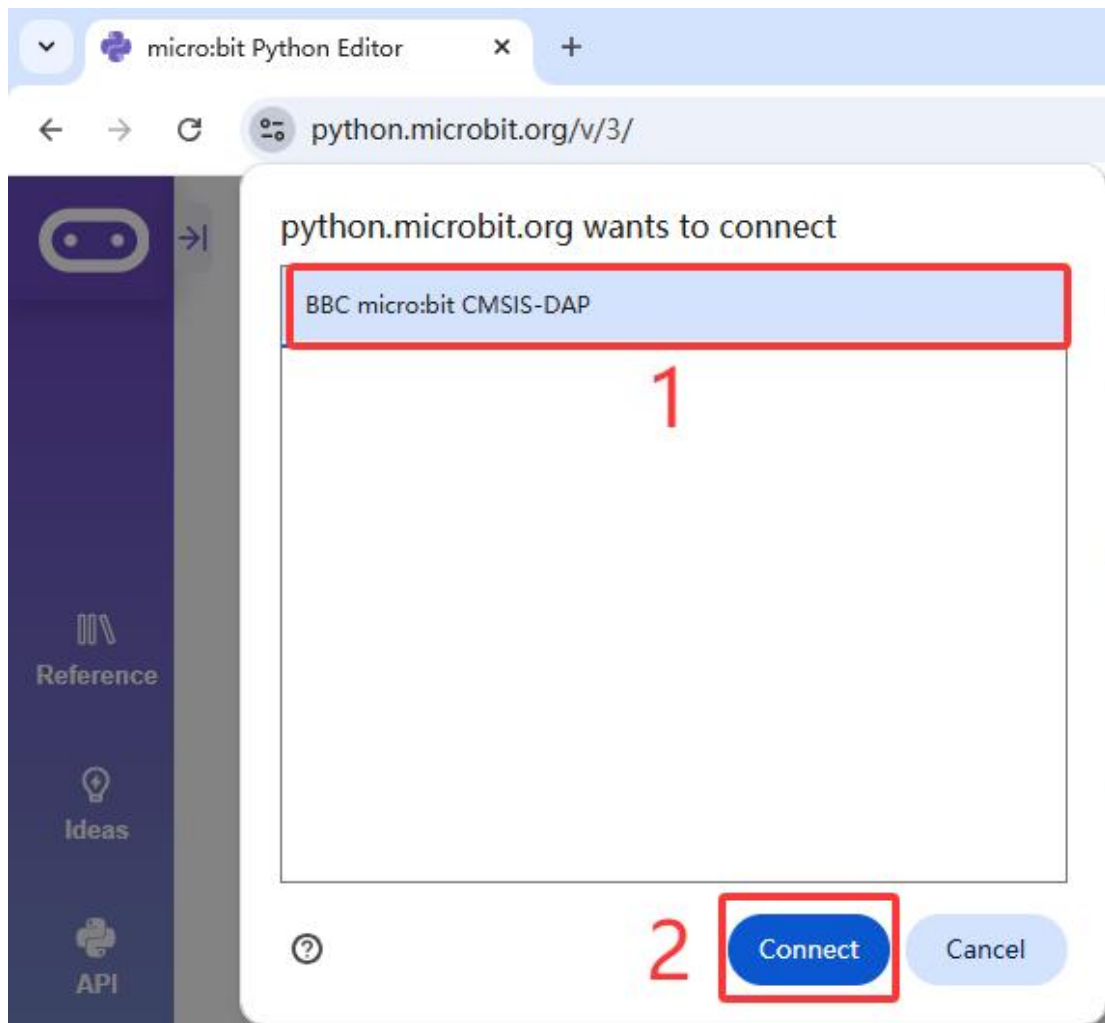 micro:bit Python Editor
python.microbit.org/v/3/
python.microbit.org wants to connect
BBC micro:bit CMSIS-DAP
1
Reference
Ideas
API
2
Connect
Cancel